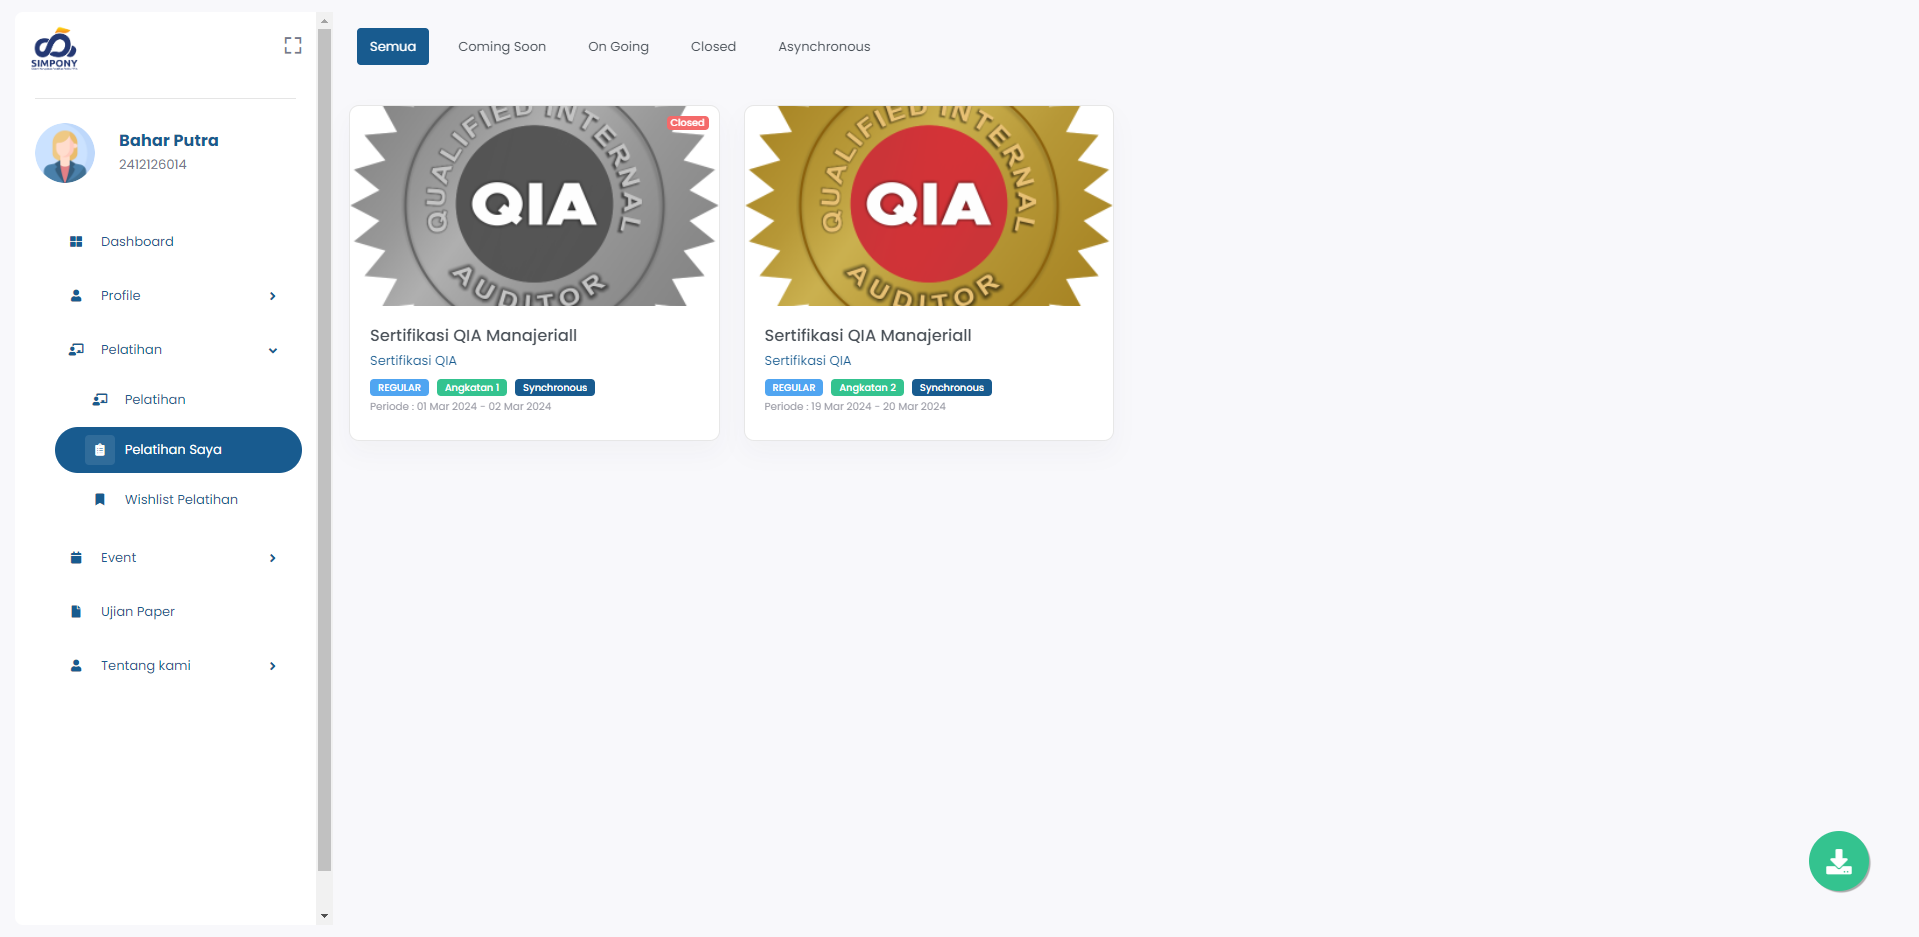 SIMPONY
Bahar Putra
2412126014
Dashboard
Profile
Pelatihan
Pelatihan
Pelatihan Saya
Wishlist Pelatihan
Event
Ujian Paper
Tentang kami
Semua
Coming Soon
On Going
Closed
Asynchronous
Closed
QUALIFIED INTERNAL
QIA
AUDITOR
Sertifikasi QIA Manajeriall
Sertifikasi QIA
REGULAR Angkatan 1 Synchronous
Periode : 01 Mar 2024 - 02 Mar 2024
QUALIFIED INTERNAL
QIA
AUDITOR
Sertifikasi QIA Manajeriall
Sertifikasi QIA
REGULAR Angkatan 2 Synchronous
Periode : 19 Mar 2024 - 20 Mar 2024